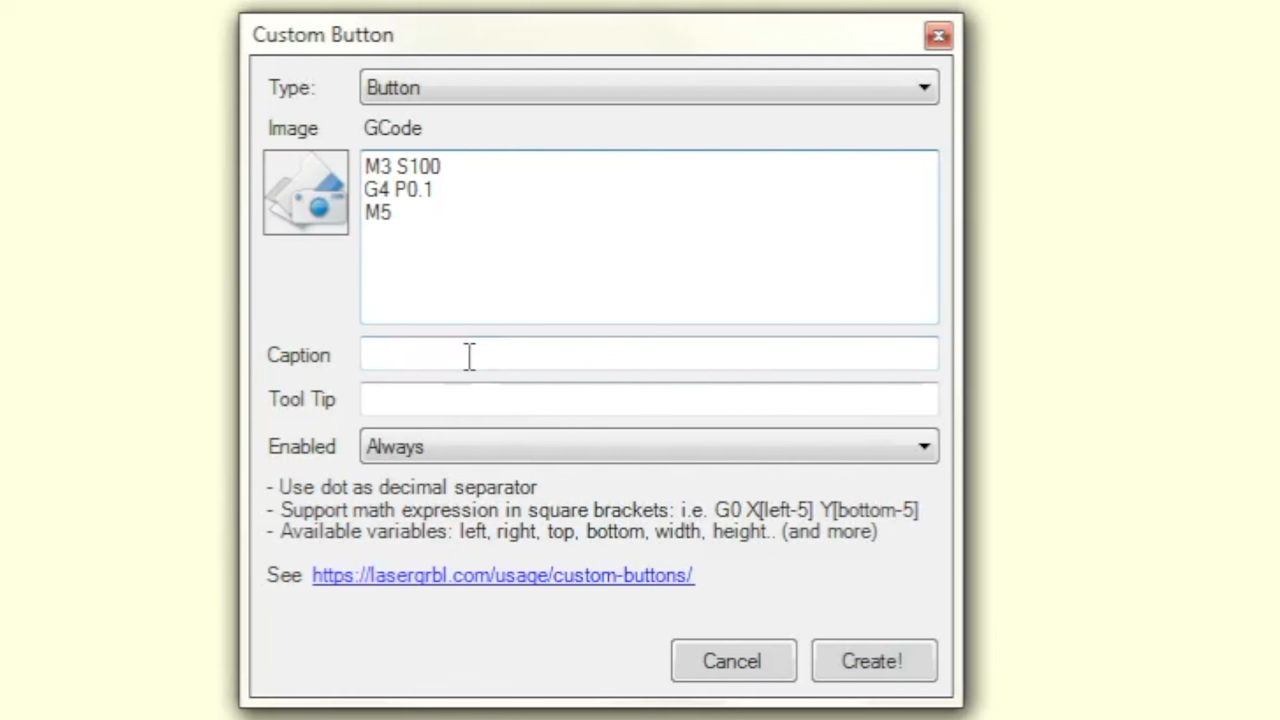 Custom Button
Type: Button
Image GCode
M3 S100
G4 P0.1
M5
Caption
Tool Tip
Enabled Always
- Use dot as decimal separator
- Support math expression in square brackets: i.e. G0 X[left-5] Y[bottom-5]
- Available variables: left, right, top, bottom, width, height.. (and more)
See https://lasergrbl.com/usage/custom-buttons/
Cancel Create!